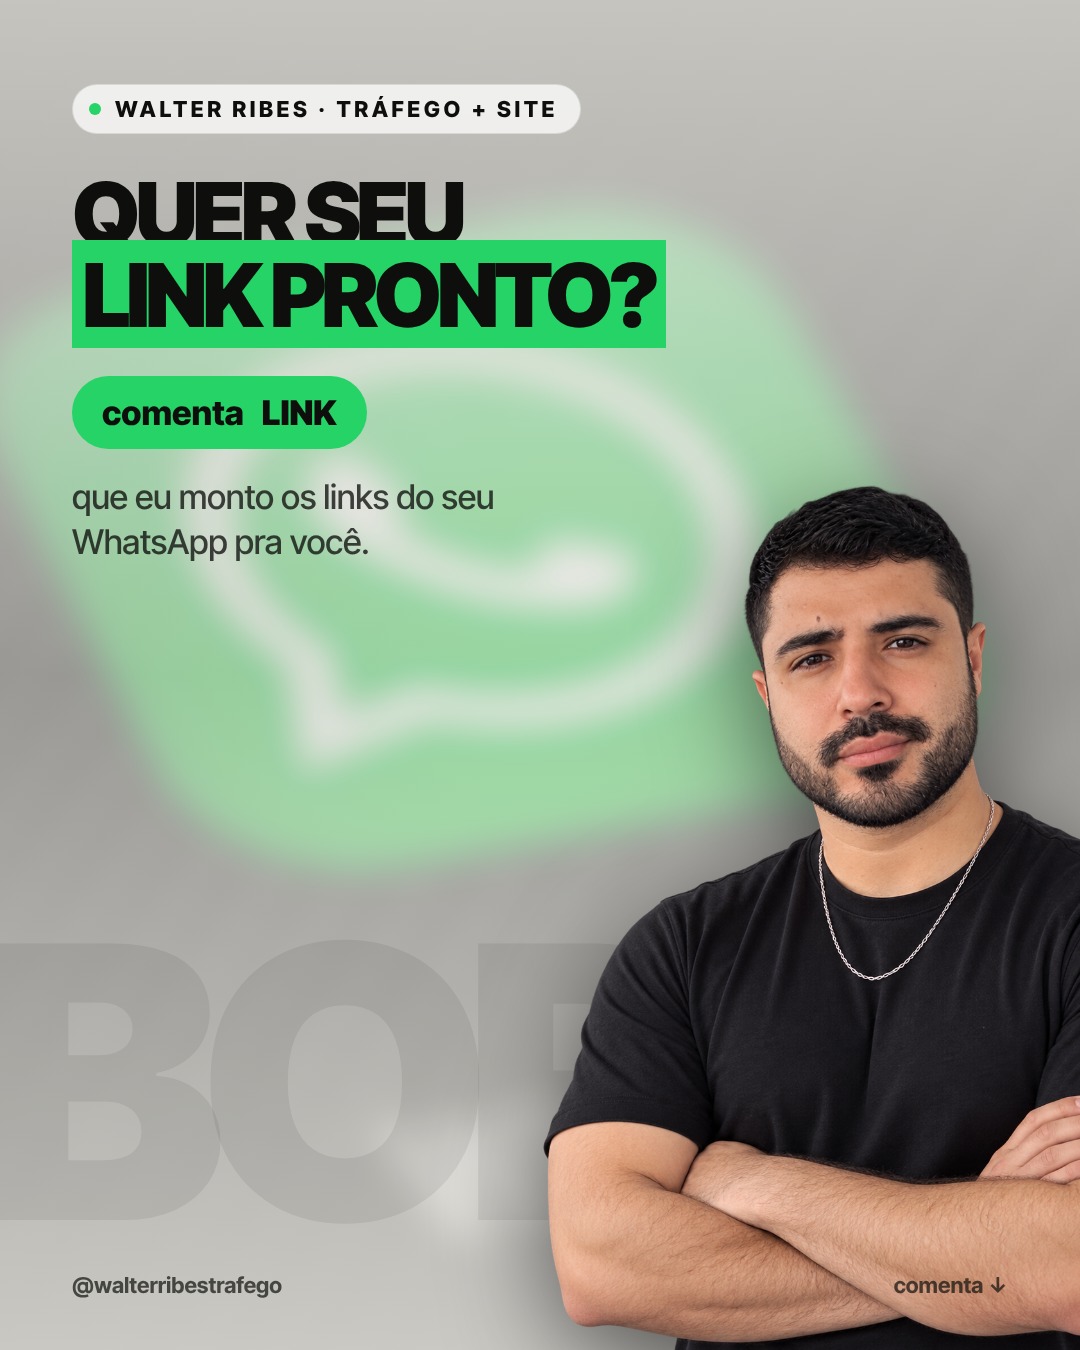 WALTER RIBES · TRÁFEGO + SITE
QUER SEU
LINK PRONTO?
comenta LINK
que eu monto os links do seu
WhatsApp pra você.
@walterribestrafego
comenta ↓